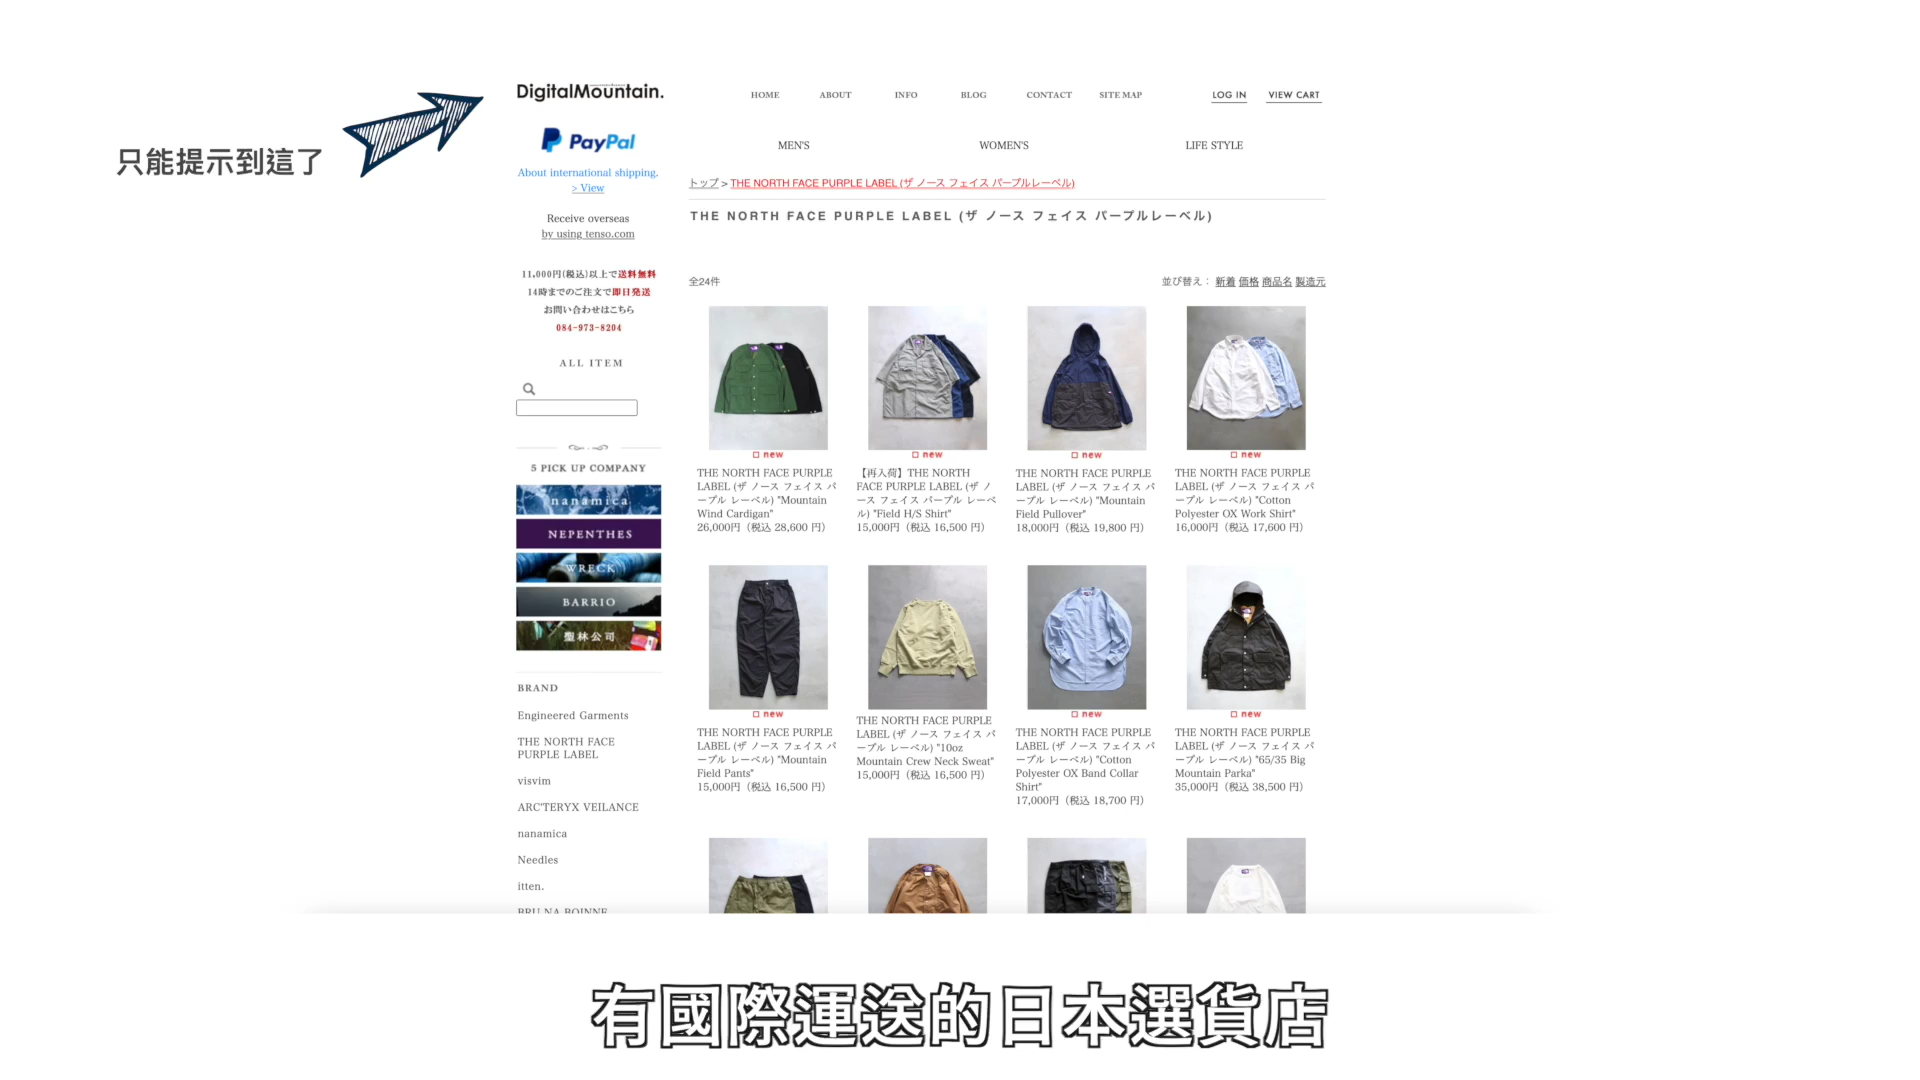 只能提示到這了
DigitalMountain.
HOME
ABOUT
INFO
BLOG
CONTACT
SITE MAP
LOG IN
VIEW CART
PayPal
About international shipping.
> View
Receive overseas
by using tenso.com
11,000円(税込)以上で送料無料
14時までのご注文で即日発送
お問い合わせはこちら
084-973-8204
ALL ITEM
5 PICK UP COMPANY
nanamica
NEPENTHES
WRECK
BARRIO
聖林公司
BRAND
Engineered Garments
THE NORTH FACE
PURPLE LABEL
visvim
ARC'TERYX VEILANCE
nanamica
Needles
itten.
BRU NA BOINNE
MEN'S
WOMEN'S
LIFE STYLE
トップ > THE NORTH FACE PURPLE LABEL (ザ ノース フェイス パープルレーベル)
THE NORTH FACE PURPLE LABEL (ザ ノース フェイス パープルレーベル)
全24件
並び替え： 新着 価格 商品名 製造元
new
THE NORTH FACE PURPLE
LABEL (ザ ノース フェイス パ
ープル レーベル) "Mountain
Wind Cardigan"
26,000円（税込 28,600 円）
new
【再入荷】THE NORTH
FACE PURPLE LABEL (ザ ノ
ース フェイス パープル レーベ
ル) "Field H/S Shirt"
15,000円（税込 16,500 円）
new
THE NORTH FACE PURPLE
LABEL (ザ ノース フェイス パ
ープル レーベル) "Mountain
Field Pullover"
18,000円（税込 19,800 円）
new
THE NORTH FACE PURPLE
LABEL (ザ ノース フェイス パ
ープル レーベル) "Cotton
Polyester OX Work Shirt"
16,000円（税込 17,600 円）
new
THE NORTH FACE PURPLE
LABEL (ザ ノース フェイス パ
ープル レーベル) "Mountain
Field Pants"
15,000円（税込 16,500 円）
THE NORTH FACE PURPLE
LABEL (ザ ノース フェイス パ
ープル レーベル) "10oz
Mountain Crew Neck Sweat"
15,000円（税込 16,500 円）
new
THE NORTH FACE PURPLE
LABEL (ザ ノース フェイス パ
ープル レーベル) "Cotton
Polyester OX Band Collar
Shirt"
17,000円（税込 18,700 円）
new
THE NORTH FACE PURPLE
LABEL (ザ ノース フェイス パ
ープル レーベル) "65/35 Big
Mountain Parka"
35,000円（税込 38,500 円）
有國際運送的日本選貨店